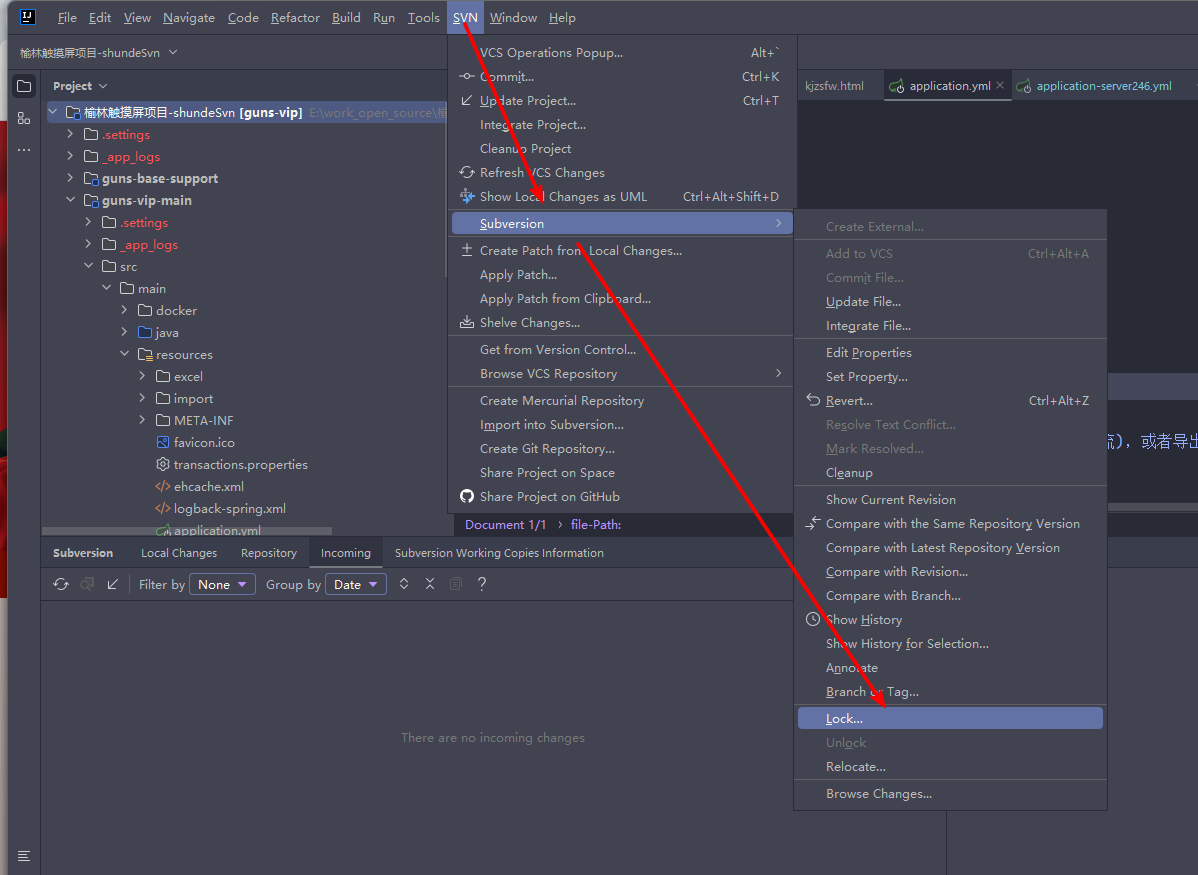 File Edit View Navigate Code Refactor Build Run Tools SVN Window Help
榆林触摸屏项目-shundeSvn
Project
榆林触摸屏项目-shundeSvn [guns-vip] E:\work_open_source\
.settings
_app_logs
guns-base-support
guns-vip-main
.settings
_app_logs
src
main
docker
java
resources
excel
import
META-INF
favicon.ico
transactions.properties
ehcache.xml
logback-spring.xml
application.yml
VCS Operations Popup... Alt+`
Commit... Ctrl+K
Update Project... Ctrl+T
Integrate Project...
Cleanup Project
Refresh VCS Changes
Show Local Changes as UML Ctrl+Alt+Shift+D
Subversion
Create Patch from Local Changes...
Apply Patch...
Apply Patch from Clipboard...
Shelve Changes...
Get from Version Control...
Browse VCS Repository
Create Mercurial Repository
Import into Subversion...
Create Git Repository...
Share Project on Space
Share Project on GitHub
Document 1/1 › file-Path:
kjzsfw.html application.yml application-server246.yml
Create External...
Add to VCS Ctrl+Alt+A
Commit File...
Update File...
Integrate File...
Edit Properties
Set Property...
Revert... Ctrl+Alt+Z
Resolve Text Conflict...
Mark Resolved...
Cleanup
Show Current Revision
Compare with the Same Repository Version
Compare with Latest Repository Version
Compare with Revision...
Compare with Branch...
Show History
Show History for Selection...
Annotate
Branch or Tag...
Lock...
Unlock
Relocate...
Browse Changes...
流), 或者导出
Subversion Local Changes Repository Incoming Subversion Working Copies Information
Filter by None Group by Date ?
There are no incoming changes